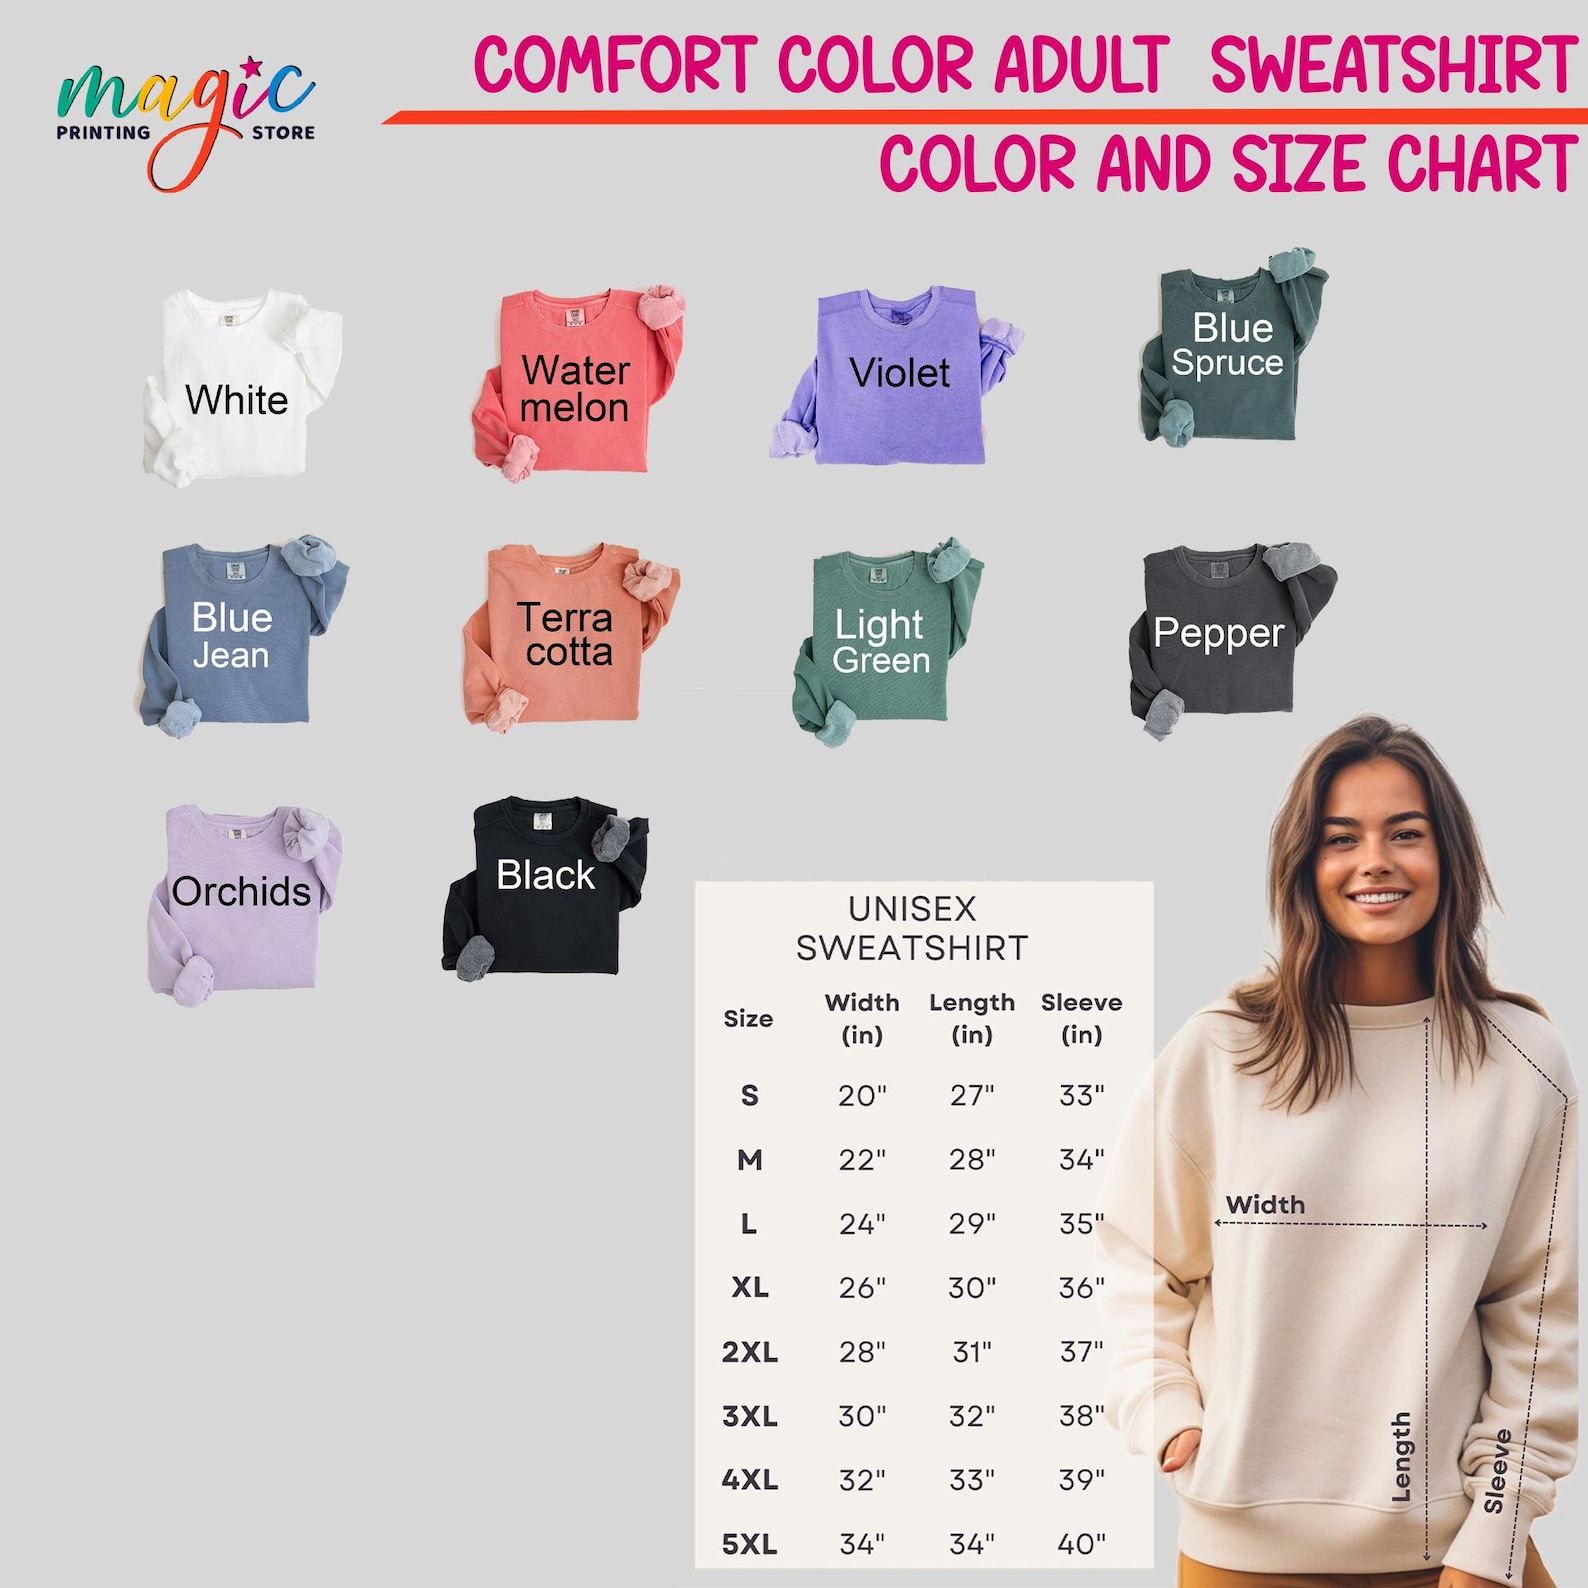 magic
PRINTING STORE
COMFORT COLOR ADULT SWEATSHIRT
COLOR AND SIZE CHART
White
Water
melon
Violet
Blue
Spruce
Blue
Jean
Terra
cotta
Light
Green
Pepper
Orchids
Black
UNISEX
SWEATSHIRT
Size Width (in) Length (in) Sleeve (in)
S 20" 27" 33"
M 22" 28" 34"
L 24" 29" 35"
XL 26" 30" 36"
2XL 28" 31" 37"
3XL 30" 32" 38"
4XL 32" 33" 39"
5XL 34" 34" 40"
Width
Length
Sleeve